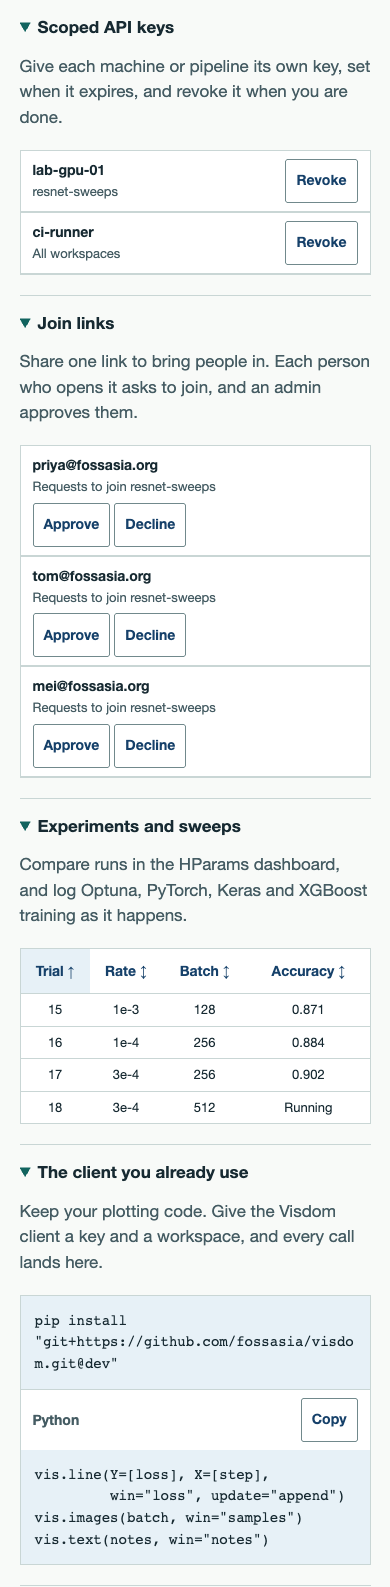 ▼ Scoped API keys
Give each machine or pipeline its own key, set
when it expires, and revoke it when you are
done.
lab-gpu-01
resnet-sweeps
Revoke
ci-runner
All workspaces
Revoke
▼ Join links
Share one link to bring people in. Each person
who opens it asks to join, and an admin
approves them.
priya@fossasia.org
Requests to join resnet-sweeps
Approve Decline
tom@fossasia.org
Requests to join resnet-sweeps
Approve Decline
mei@fossasia.org
Requests to join resnet-sweeps
Approve Decline
▼ Experiments and sweeps
Compare runs in the HParams dashboard,
and log Optuna, PyTorch, Keras and XGBoost
training as it happens.
Trial ↑ Rate ↕ Batch ↕ Accuracy ↕
15 1e-3 128 0.871
16 1e-4 256 0.884
17 3e-4 256 0.902
18 3e-4 512 Running
▼ The client you already use
Keep your plotting code. Give the Visdom
client a key and a workspace, and every call
lands here.
pip install
"git+https://github.com/fossasia/visdo
m.git@dev"
Python Copy
vis.line(Y=[loss], X=[step],
         win="loss", update="append")
vis.images(batch, win="samples")
vis.text(notes, win="notes")